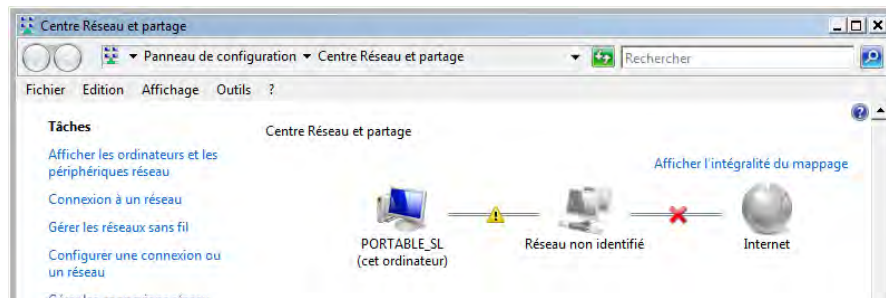 Centre Réseau et partage
Panneau de configuration Centre Réseau et partage
Rechercher
Fichier Edition Affichage Outils ?
Tâches
Afficher les ordinateurs et les
périphériques réseau
Connexion à un réseau
Gérer les réseaux sans fil
Configurer une connexion ou
un réseau
Centre Réseau et partage
Afficher l'intégralité du mappage
PORTABLE_SL
(cet ordinateur)
Réseau non identifié
Internet